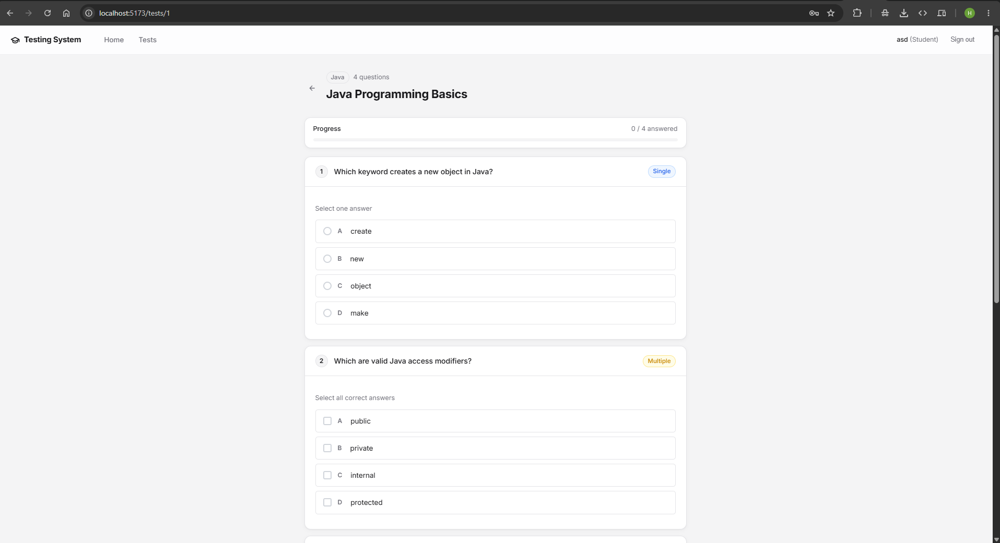 localhost:5173/tests/1
H
Testing System Home Tests asd (Student) Sign out
Java 4 questions
Java Programming Basics
Progress 0 / 4 answered
1 Which keyword creates a new object in Java? Single
Select one answer
A create
B new
C object
D make
2 Which are valid Java access modifiers? Multiple
Select all correct answers
A public
B private
C internal
D protected